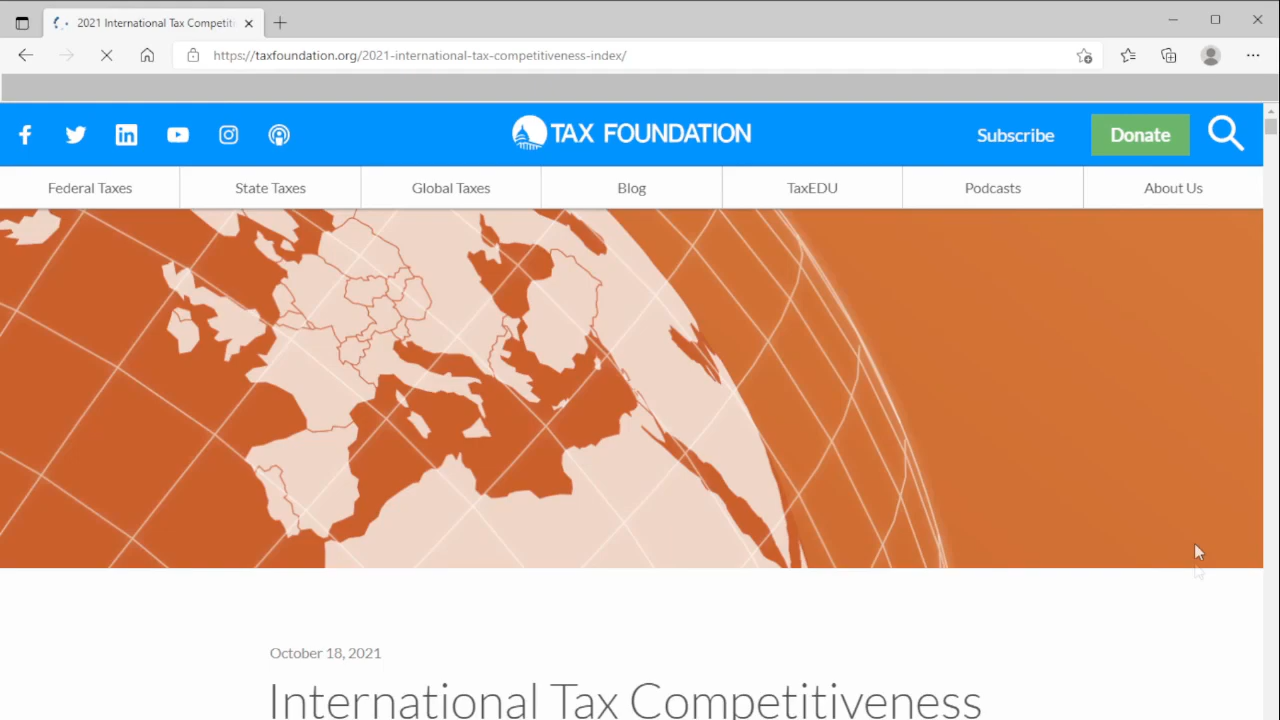 2021 International Tax Competiti
https://taxfoundation.org/2021-international-tax-competitiveness-index/
TAX FOUNDATION
Subscribe
Donate
Federal Taxes
State Taxes
Global Taxes
Blog
TaxEDU
Podcasts
About Us
October 18, 2021
International Tax Competitiveness